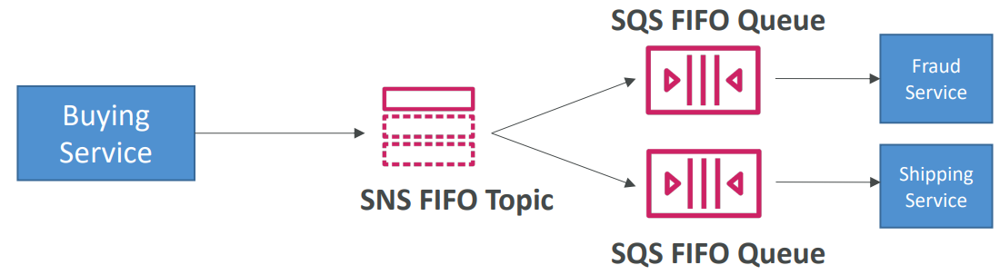 Buying
Service
SNS FIFO Topic
SQS FIFO Queue
Fraud
Service
SQS FIFO Queue
Shipping
Service